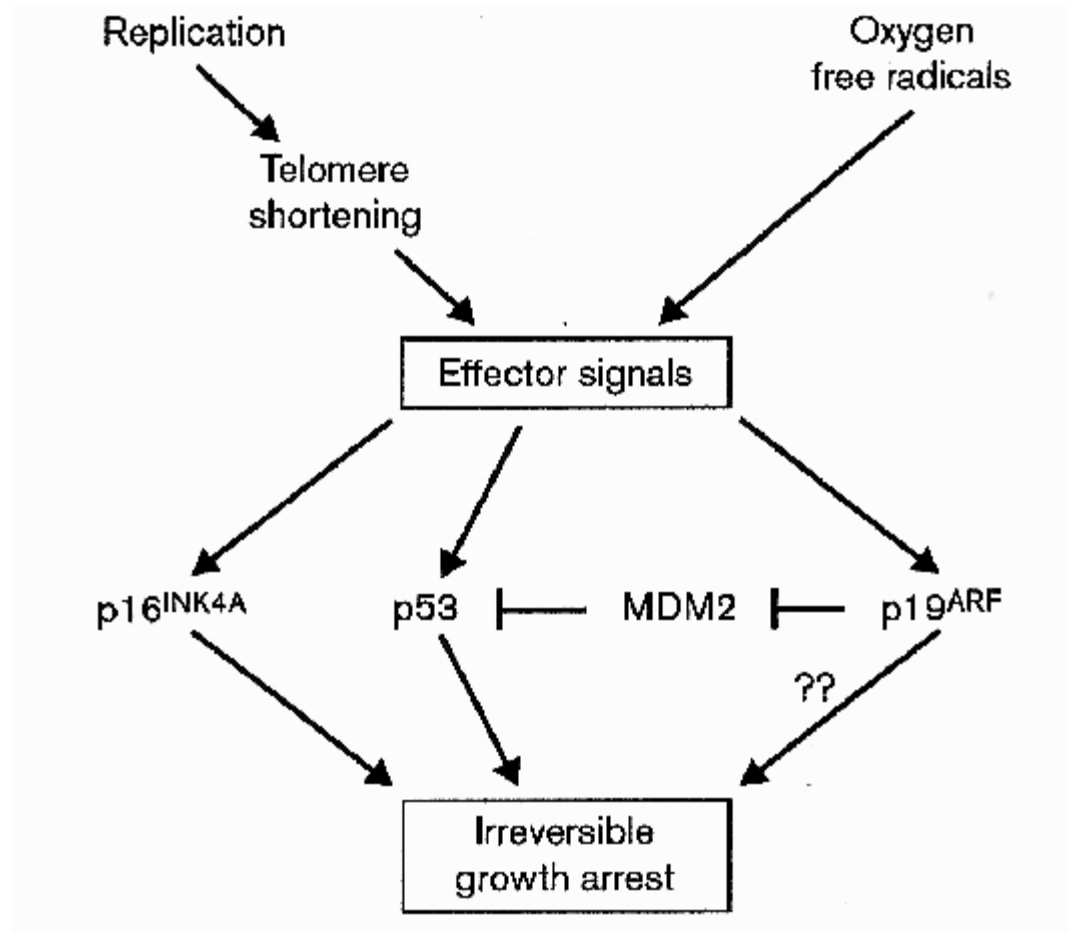 Replication
Oxygen
free radicals
Telomere
shortening
Effector signals
p16INK4A
p53
MDM2
p19ARF
??
Irreversible
growth arrest